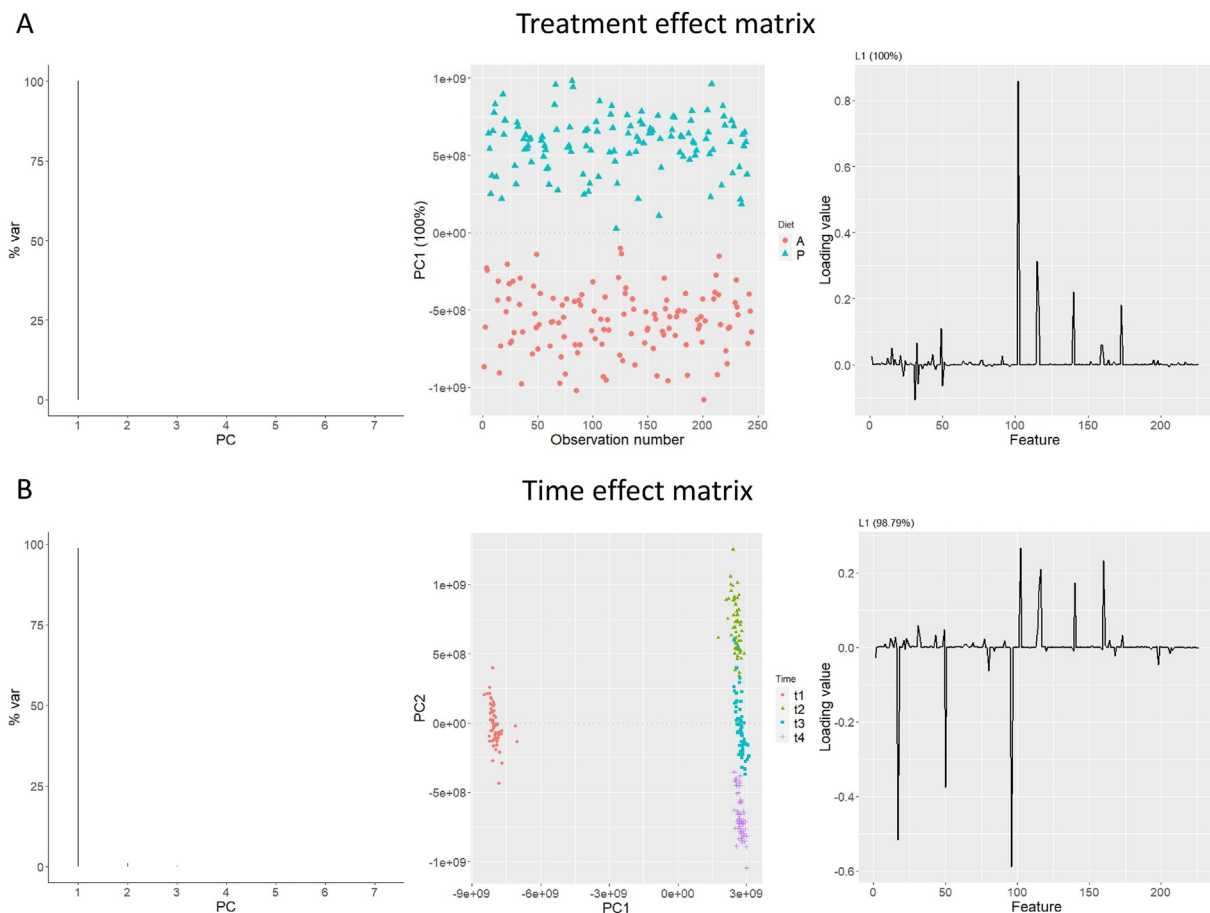 A
Treatment effect matrix
% var
100
75
50
25
0
1 2 3 4 5 6 7
PC
PC1 (100%)
1e+09
5e+08
0e+00
-5e+08
-1e+09
0 50 100 150 200 250
Observation number
Diet
A
P
L1 (100%)
Loading value
0.8
0.6
0.4
0.2
0.0
0 50 100 150 200
Feature
B
Time effect matrix
% var
100
75
50
25
0
1 2 3 4 5 6 7
PC
PC2
1e+09
5e+08
0e+00
-5e+08
-1e+09
-9e+09 -6e+09 -3e+09 0e+00 3e+09
PC1
Time
t1
t2
t3
t4
L1 (98.79%)
Loading value
0.2
0.0
-0.2
-0.4
-0.6
0 50 100 150 200
Feature